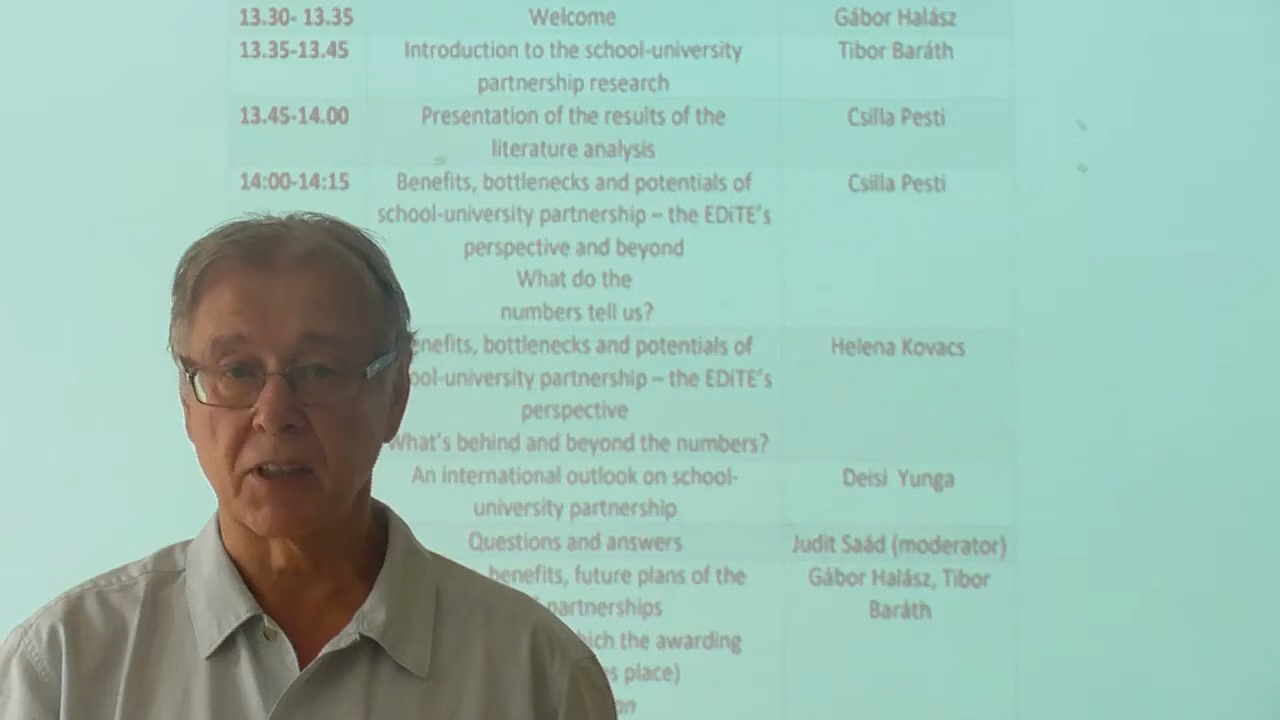 13.30- 13.35 Welcome Gábor Halász
13.35-13.45 Introduction to the school-university Tibor Baráth
partnership research
13.45-14.00 Presentation of the results of the Csilla Pesti
literature analysis
14:00-14:15 Benefits, bottlenecks and potentials of Csilla Pesti
school-university partnership – the EDiTE's
perspective and beyond
What do the
numbers tell us?
enefits, bottlenecks and potentials of Helena Kovacs
ool-university partnership – the EDiTE's
perspective
What's behind and beyond the numbers?
An international outlook on school- Deisi Yunga
university partnership
Questions and answers Judit Saád (moderator)
benefits, future plans of the Gábor Halász, Tibor
partnerships Baráth
ich the awarding
place)